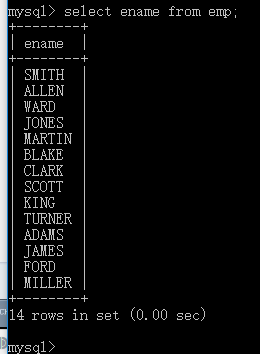 mysql> select ename from emp;
+--------+
| ename  |
+--------+
| SMITH  |
| ALLEN  |
| WARD   |
| JONES  |
| MARTIN |
| BLAKE  |
| CLARK  |
| SCOTT  |
| KING   |
| TURNER |
| ADAMS  |
| JAMES  |
| FORD   |
| MILLER |
+--------+
14 rows in set (0.00 sec)
mysql>